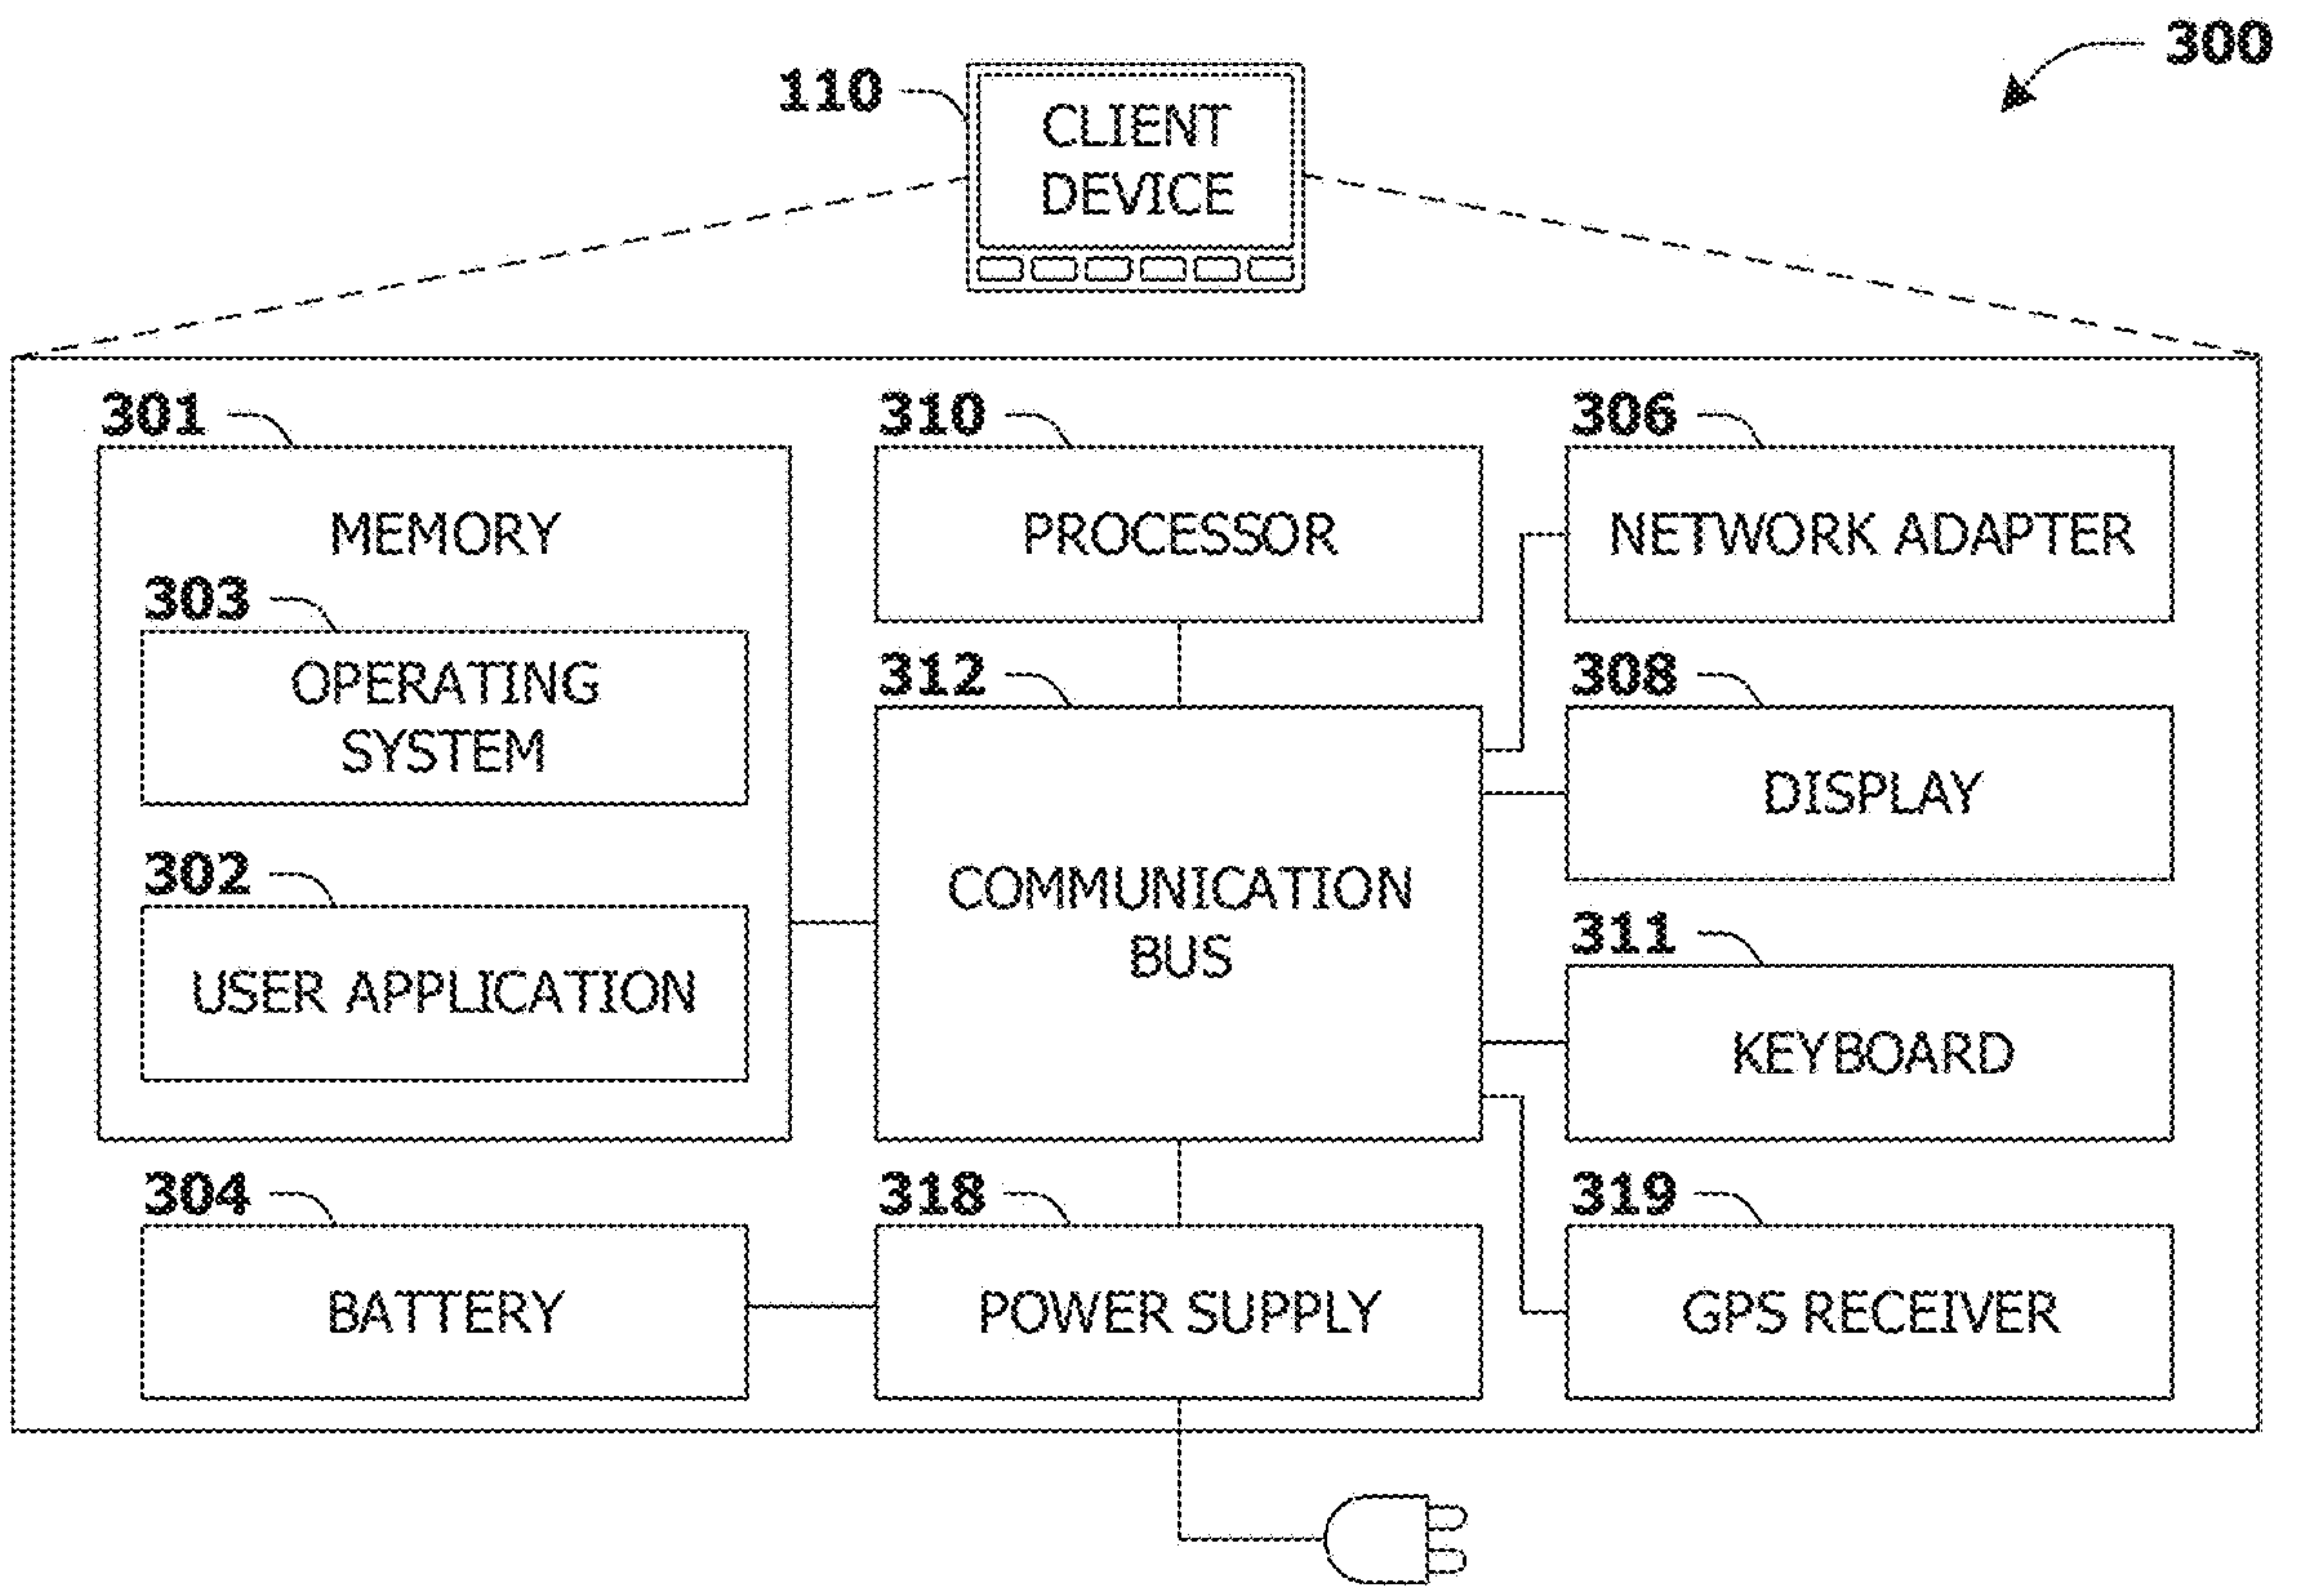 300
110
CLIENT
DEVICE
301
310
306
MEMORY
PROCESSOR
NETWORK ADAPTER
303
312
308
OPERATING
SYSTEM
DISPLAY
302
COMMUNICATION
BUS
311
USER APPLICATION
KEYBOARD
304
318
319
BATTERY
POWER SUPPLY
GPS RECEIVER